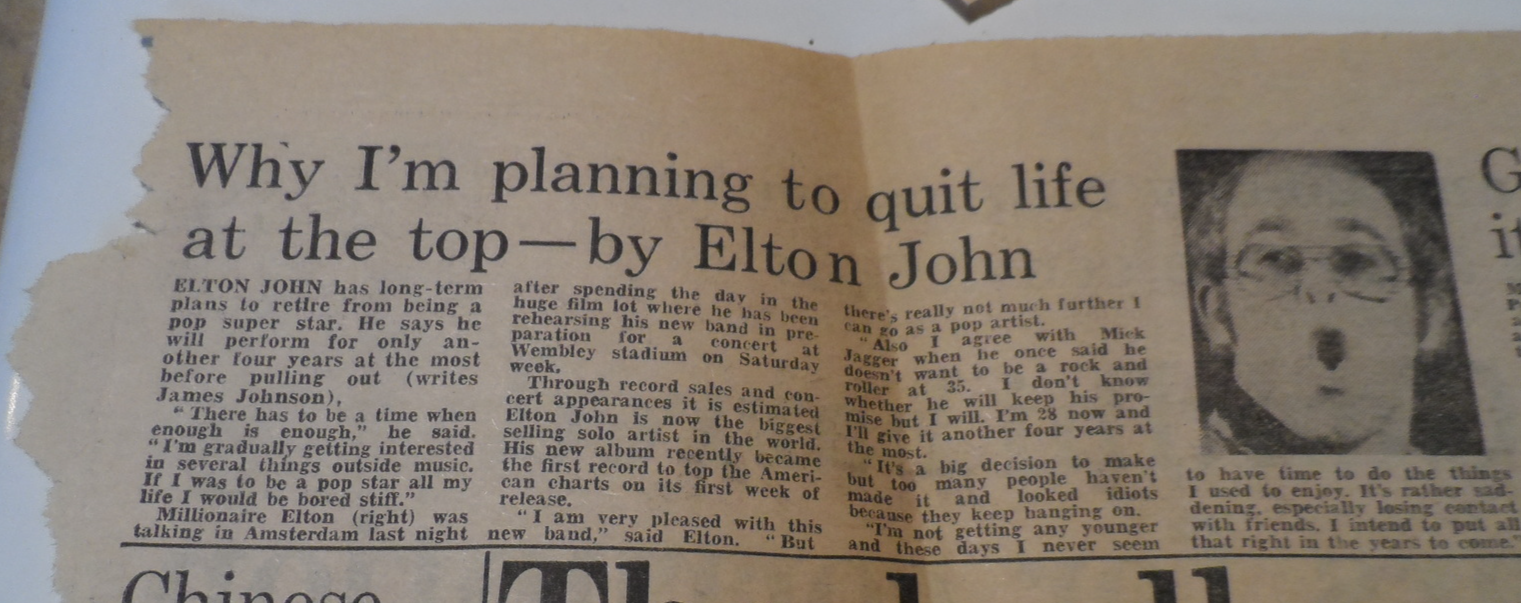 Why I'm planning to quit life
at the top—by Elton John
ELTON JOHN has long-term
plans to retire from being a
pop super star. He says he
will perform for only an-
other four years at the most
before pulling out (writes
James Johnson).
"There has to be a time when
enough is enough," he said.
"I'm gradually getting interested
in several things outside music.
If I was to be a pop star all my
life I would be bored stiff."
Millionaire Elton (right) was
talking in Amsterdam last night
after spending the day in the
huge film lot where he has been
rehearsing his new band in pre-
paration for a concert at
Wembley stadium on Saturday
week.
Through record sales and con-
cert appearances it is estimated
Elton John is now the biggest
selling solo artist in the world.
His new album recently became
the first record to top the Ameri-
can charts on its first week of
release.
"I am very pleased with this
new band," said Elton. "But
there's really not much further I
can go as a pop artist.
"Also I agree with Mick
Jagger when he once said he
doesn't want to be a rock and
roller at 35. I don't know
whether he will keep his pro-
mise but I will. I'm 28 now and
I'll give it another four years at
the most.
"It's a big decision to make
but too many people haven't
made it and looked idiots
because they keep hanging on.
"I'm not getting any younger
and these days I never seem
to have time to do the things
I used to enjoy. It's rather sad-
dening, especially losing contact
with friends. I intend to put all
that right in the years to come."
G
it
Chinese